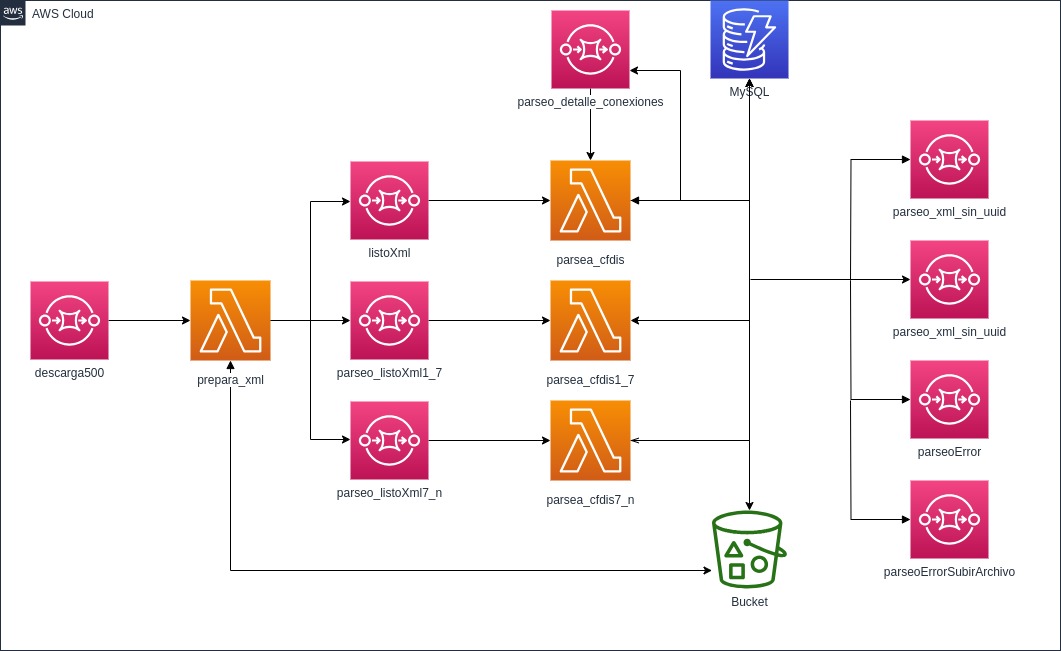 aws
AWS Cloud
parseo_detalle_conexiones
MySQL
listoXml
parsea_cfdis
parseo_xml_sin_uuid
descarga500
prepara_xml
parseo_listoXml1_7
parsea_cfdis1_7
parseo_xml_sin_uuid
parseo_listoXml7_n
parsea_cfdis7_n
parseoError
Bucket
parseoErrorSubirArchivo